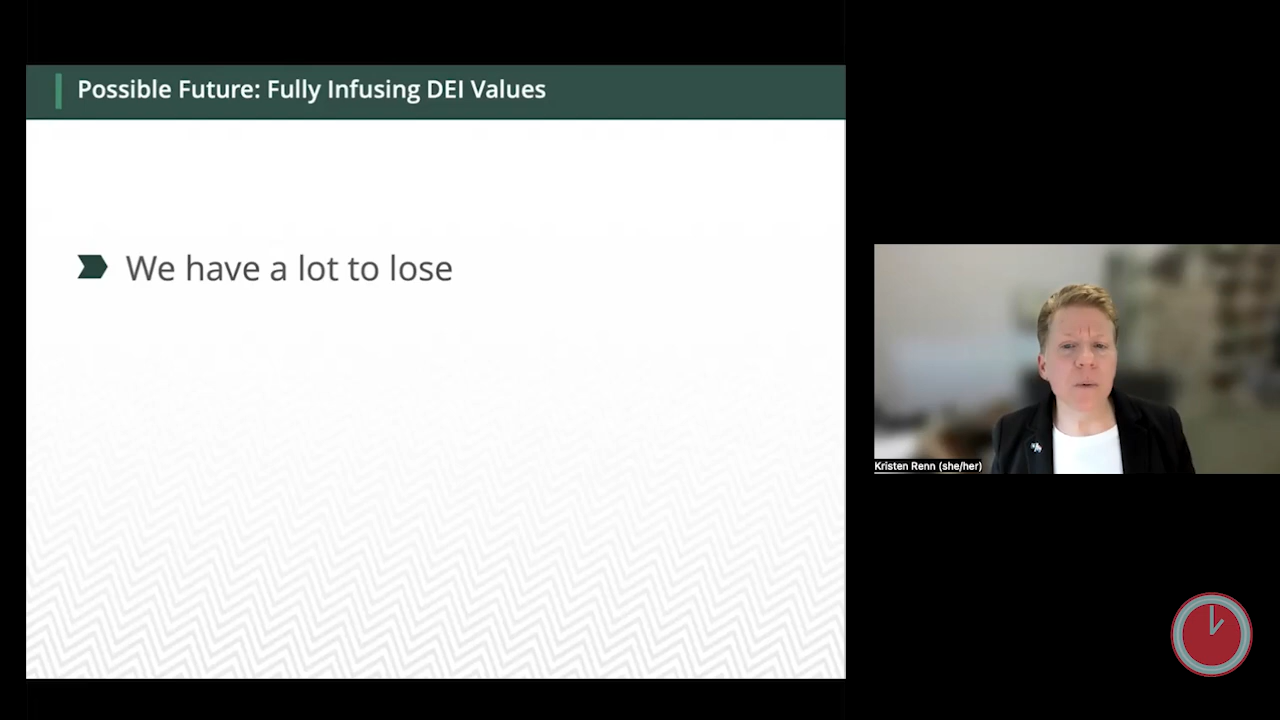 Possible Future: Fully Infusing DEI Values
We have a lot to lose
Kristen Renn (she/her)